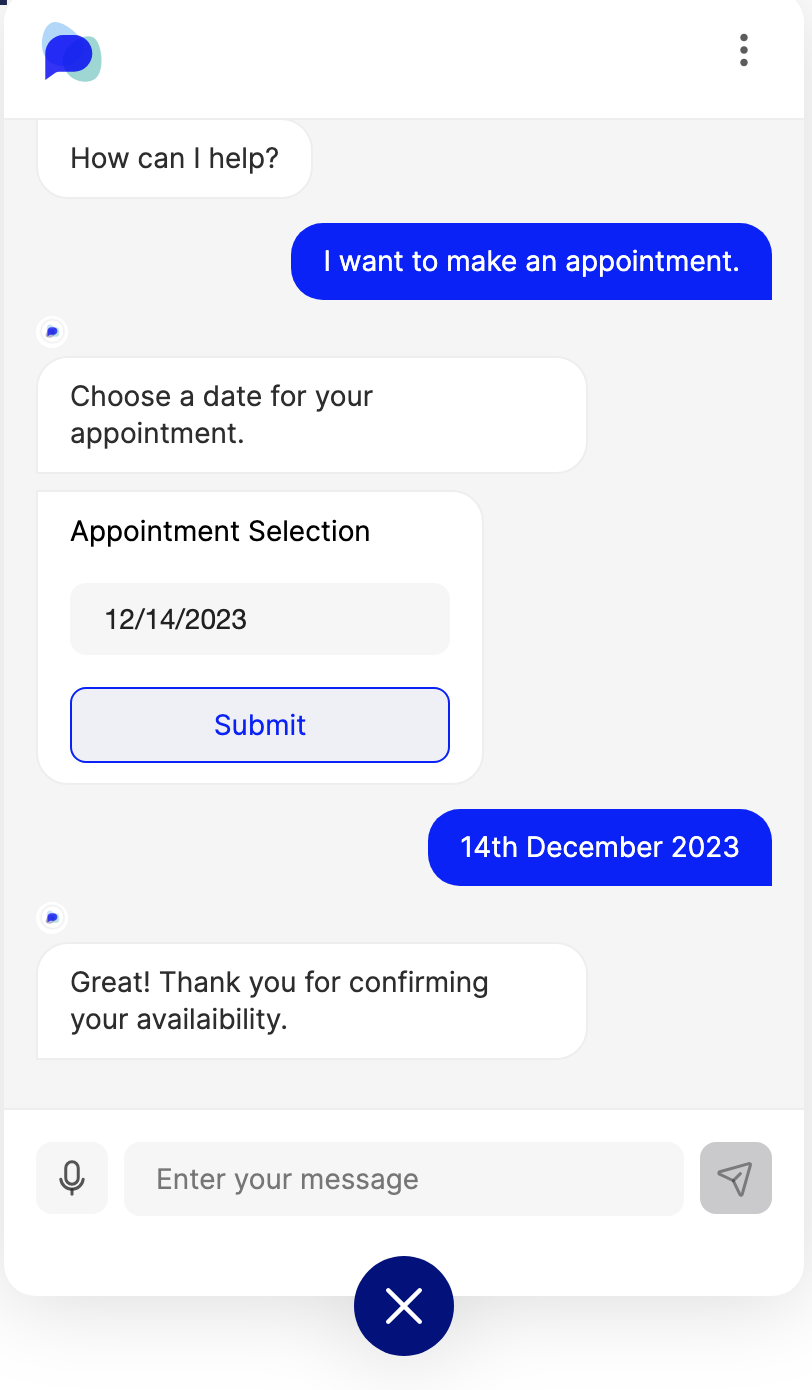 How can I help?
I want to make an appointment.
Choose a date for your
appointment.
Appointment Selection
12/14/2023
Submit
14th December 2023
Great! Thank you for confirming
your availaibility.
Enter your message